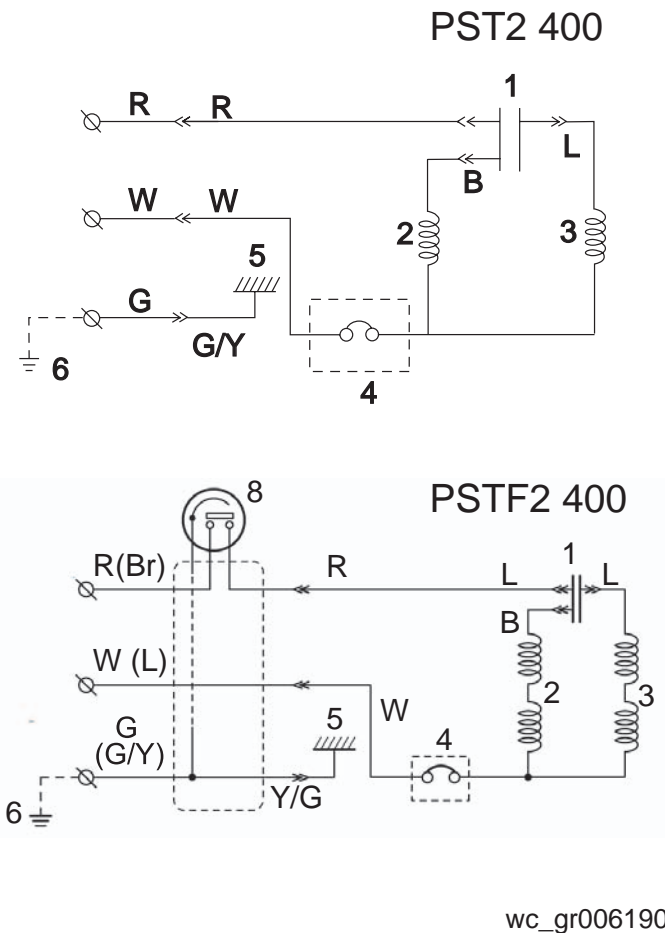 PST2 400
1
R R
L
B
W W
2 3
5
G
G/Y
6
4
PSTF2 400
8
1
R(Br) R L L
B
W (L)
2 3
W
5
4
G
(G/Y)
Y/G
6
wc_gr006190